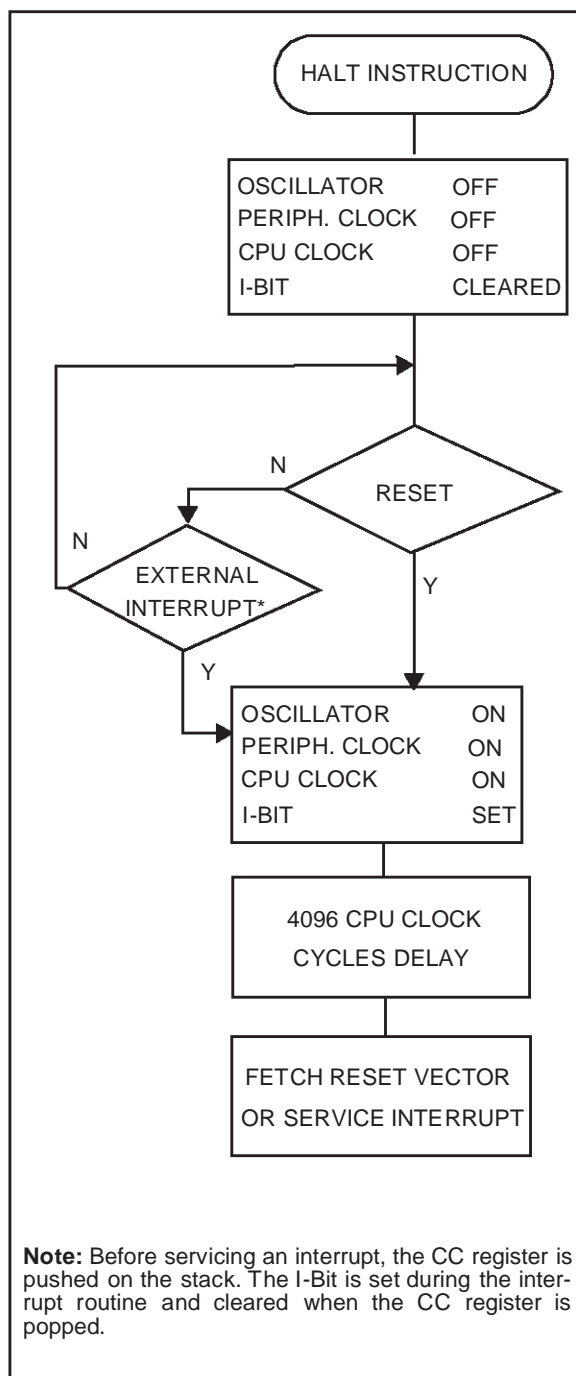 HALT INSTRUCTION
OSCILLATOR OFF
PERIPH. CLOCK OFF
CPU CLOCK OFF
I-BIT CLEARED
N
RESET
N
EXTERNAL
INTERRUPT*
Y
Y
OSCILLATOR ON
PERIPH. CLOCK ON
CPU CLOCK ON
I-BIT SET
4096 CPU CLOCK
CYCLES DELAY
FETCH RESET VECTOR
OR SERVICE INTERRUPT
Note: Before servicing an interrupt, the CC register is
pushed on the stack. The I-Bit is set during the inter-
rupt routine and cleared when the CC register is
popped.